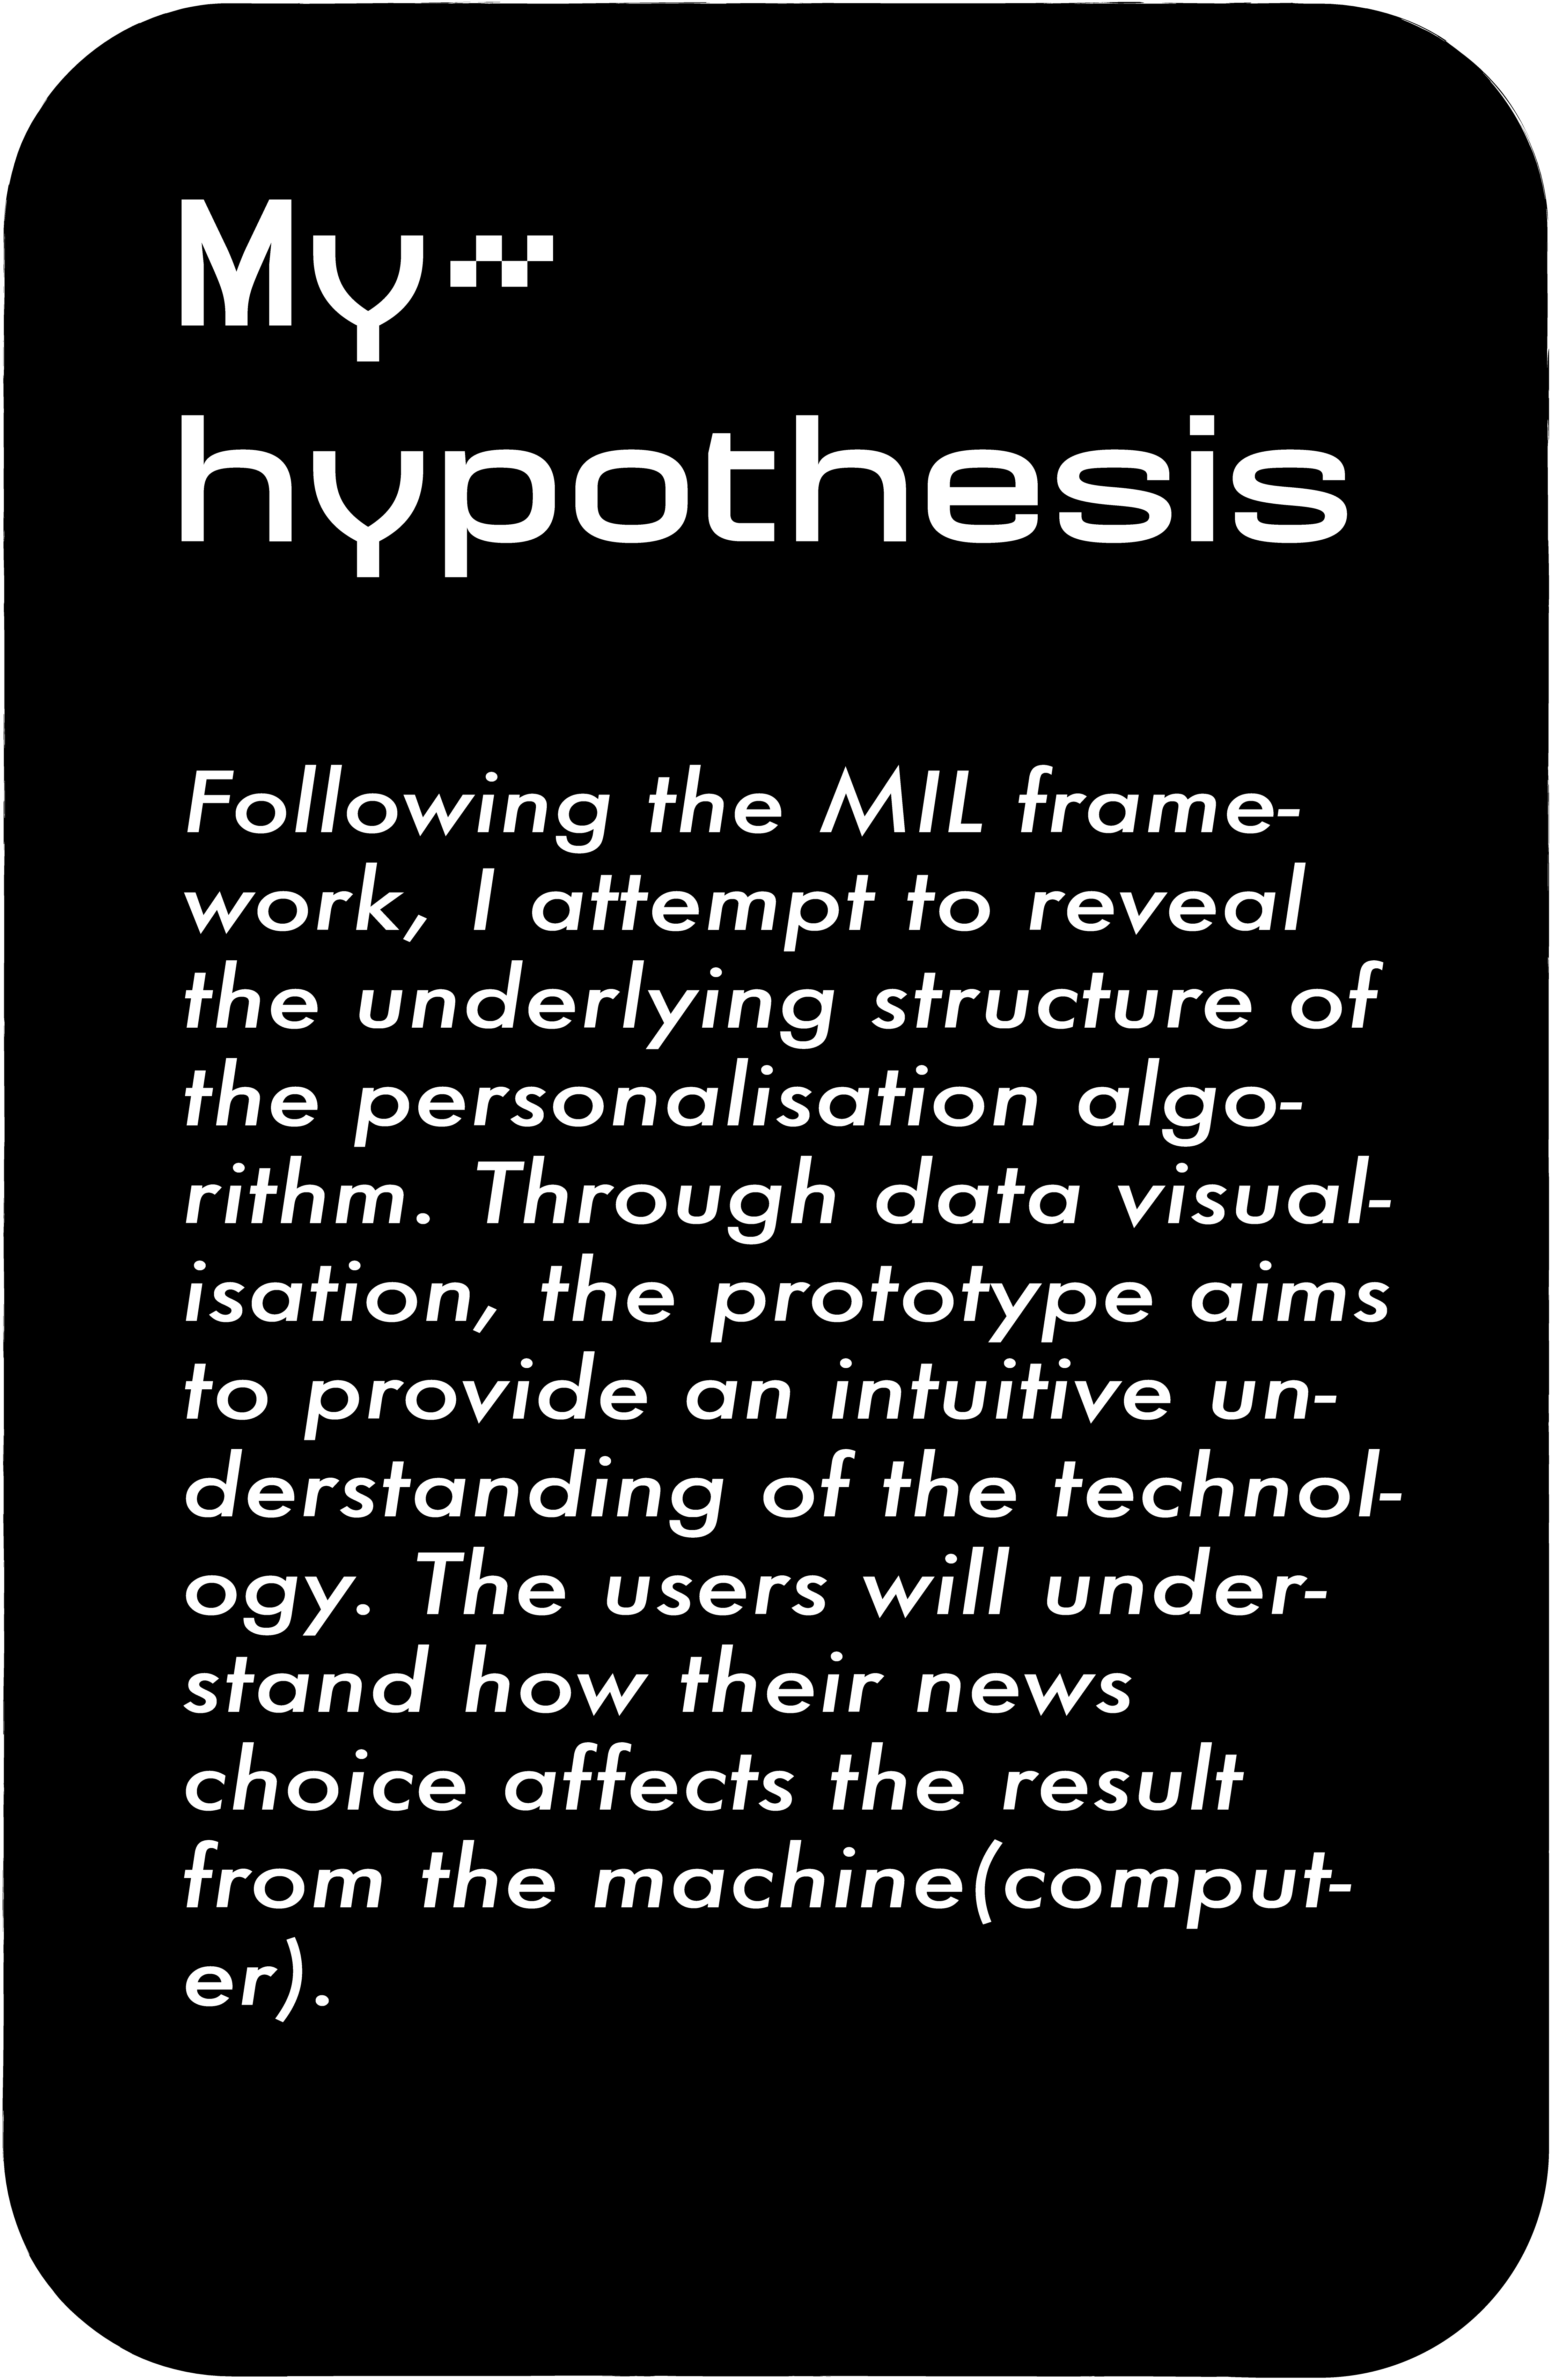 My
hypothesis
Following the MIL frame-
work, I attempt to reveal
the underlying structure of
the personalisation algo-
rithm. Through data visual-
isation, the prototype aims
to provide an intuitive un-
derstanding of the technol-
ogy. The users will under-
stand how their news
choice affects the result
from the machine(comput-
er).